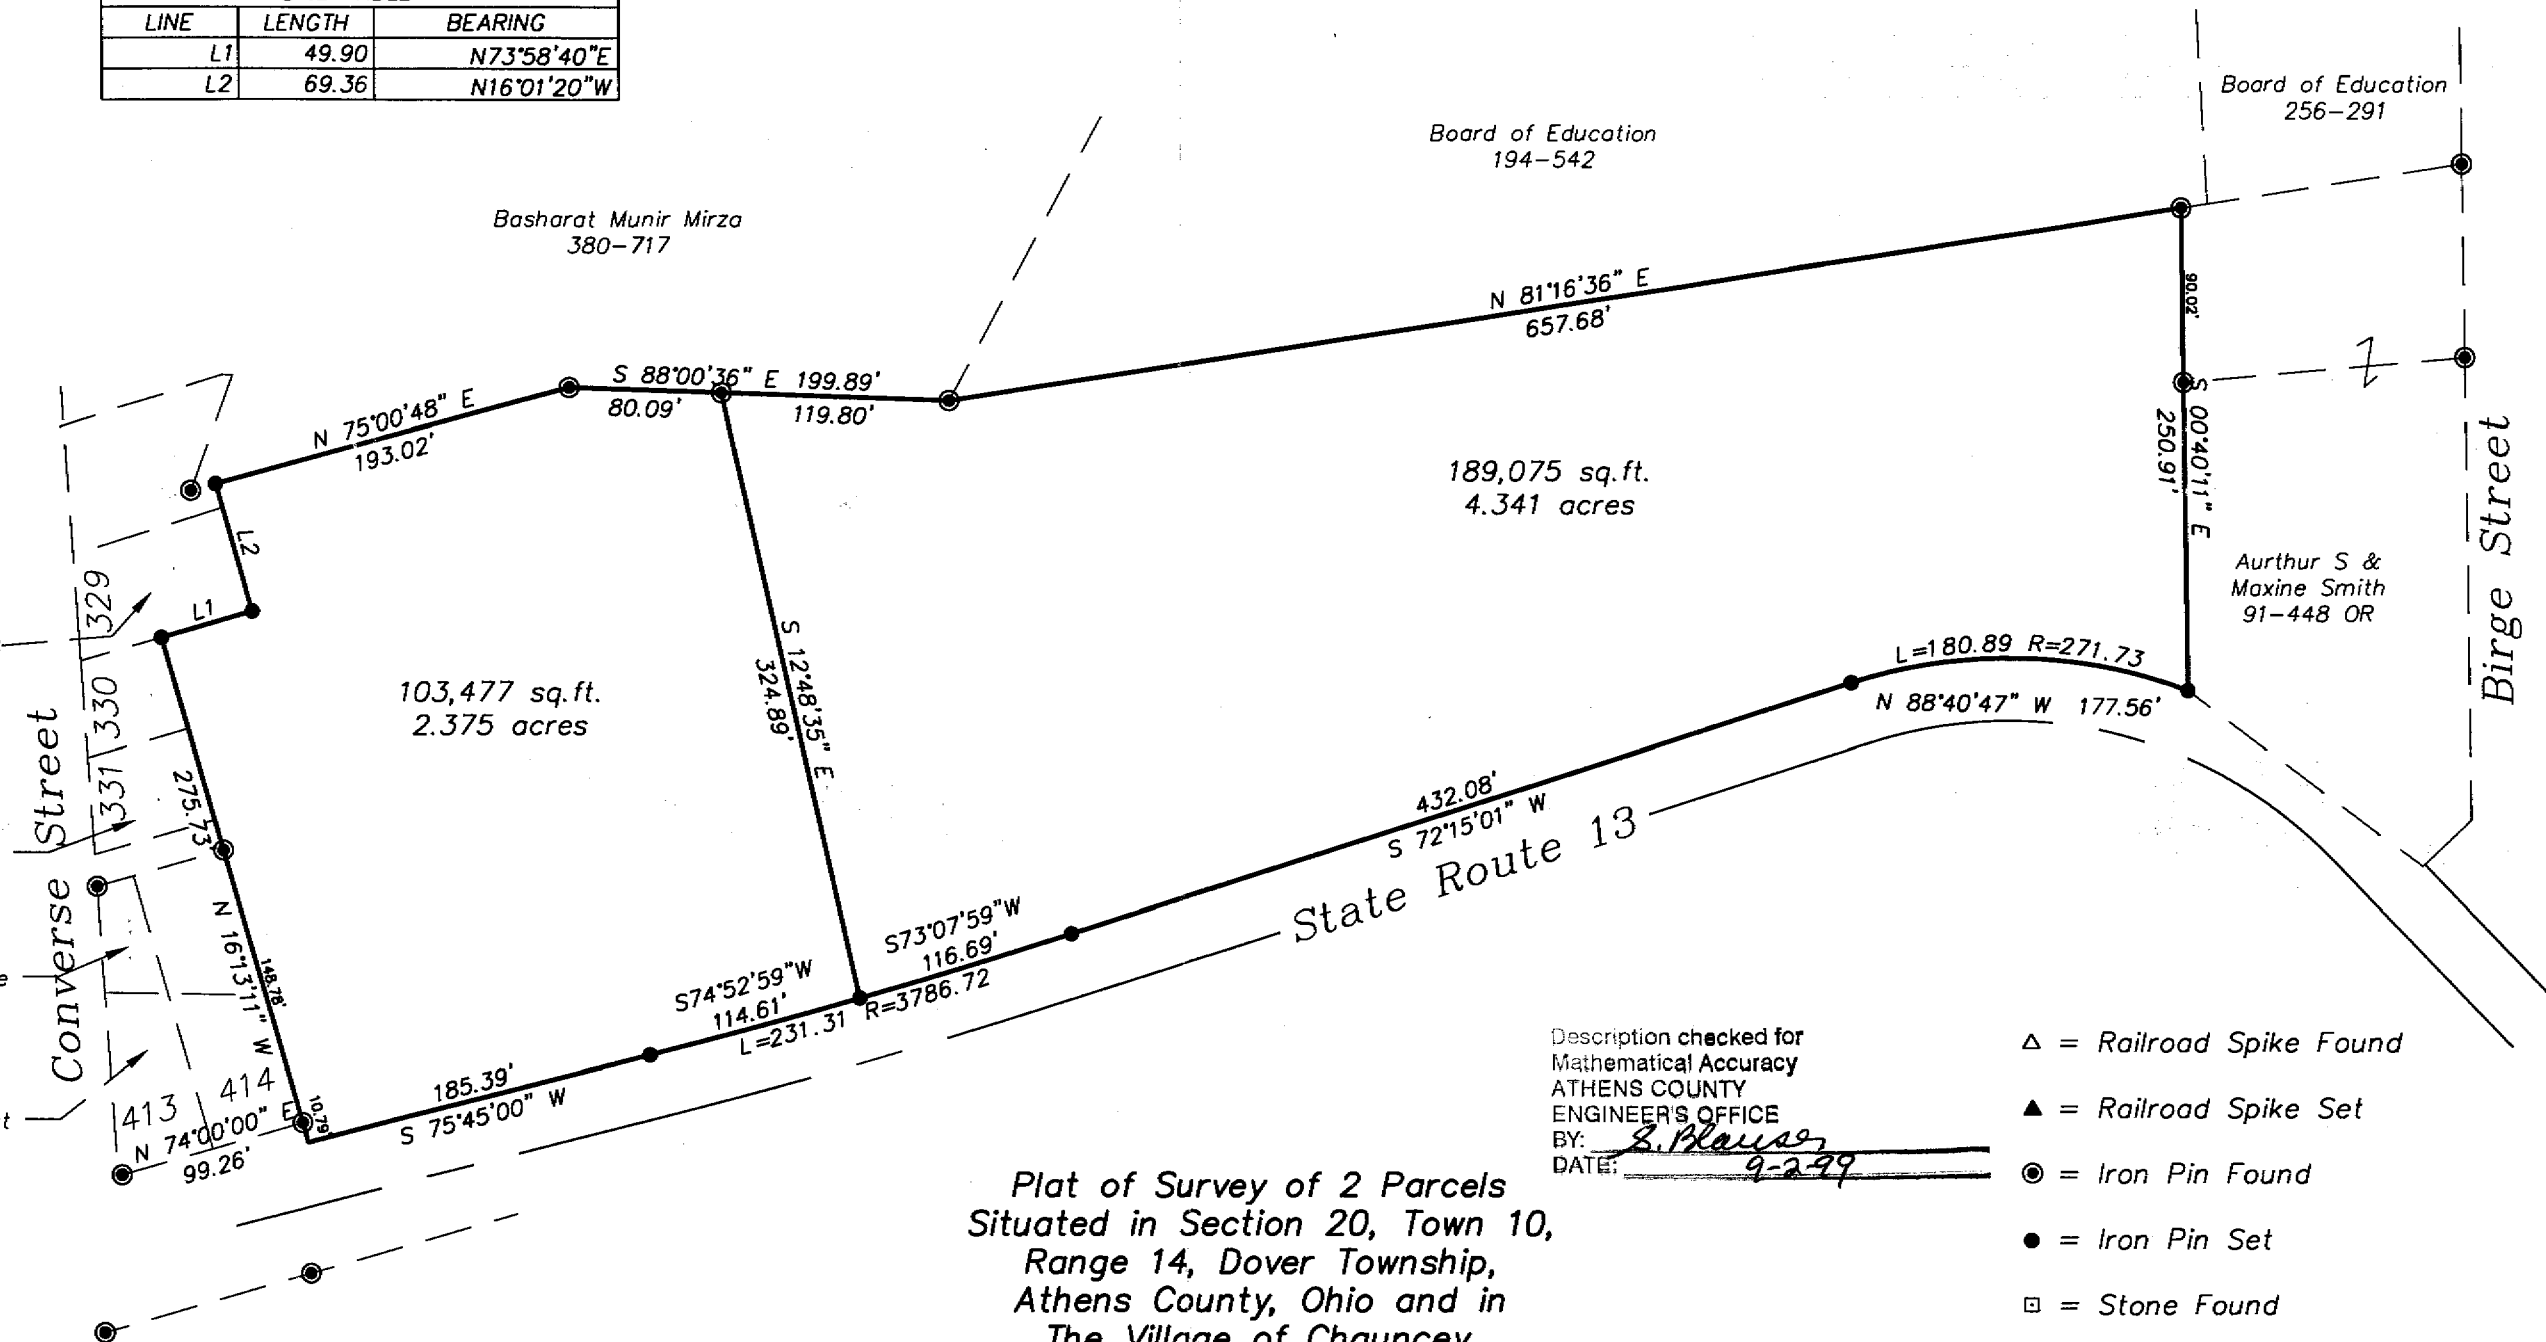 LINE LENGTH BEARING
L1 49.90 N73°58'40"E
L2 69.36 N16°01'20"W
Board of Education
256-291
Board of Education
194-542
Basharat Munir Mirza
380-717
N 81°16'36" E
657.68'
90.02'
S 88°00'36" E 199.89'
80.09'
119.80'
N 75°00'48" E
193.02'
S 00°40'11" E
250.91'
189,075 sq.ft.
4.341 acres
L2
L1
329
330
331
Birge Street
Aurthur S &
Maxine Smith
91-448 OR
S 12°48'35" E
324.89'
L=180.89 R=271.73
N 88°40'47" W 177.56'
103,477 sq.ft.
2.375 acres
275.73'
Converse Street
432.08'
S 72°15'01" W
State Route 13
S73°07'59"W
116.69'
S74°52'59"W
114.61'
L=231.31 R=3786.72
N 16°13'11" W
148.78'
185.39'
S 75°45'00" W
10.79'
413 414
N 74°00'00" E
99.26'
Description checked for
Mathematical Accuracy
ATHENS COUNTY
ENGINEER'S OFFICE
BY: S. Blauser
DATE: 9-2-99
△ = Railroad Spike Found
▲ = Railroad Spike Set
◉ = Iron Pin Found
● = Iron Pin Set
⊡ = Stone Found
Plat of Survey of 2 Parcels
Situated in Section 20, Town 10,
Range 14, Dover Township,
Athens County, Ohio and in
The Village of Chauncey